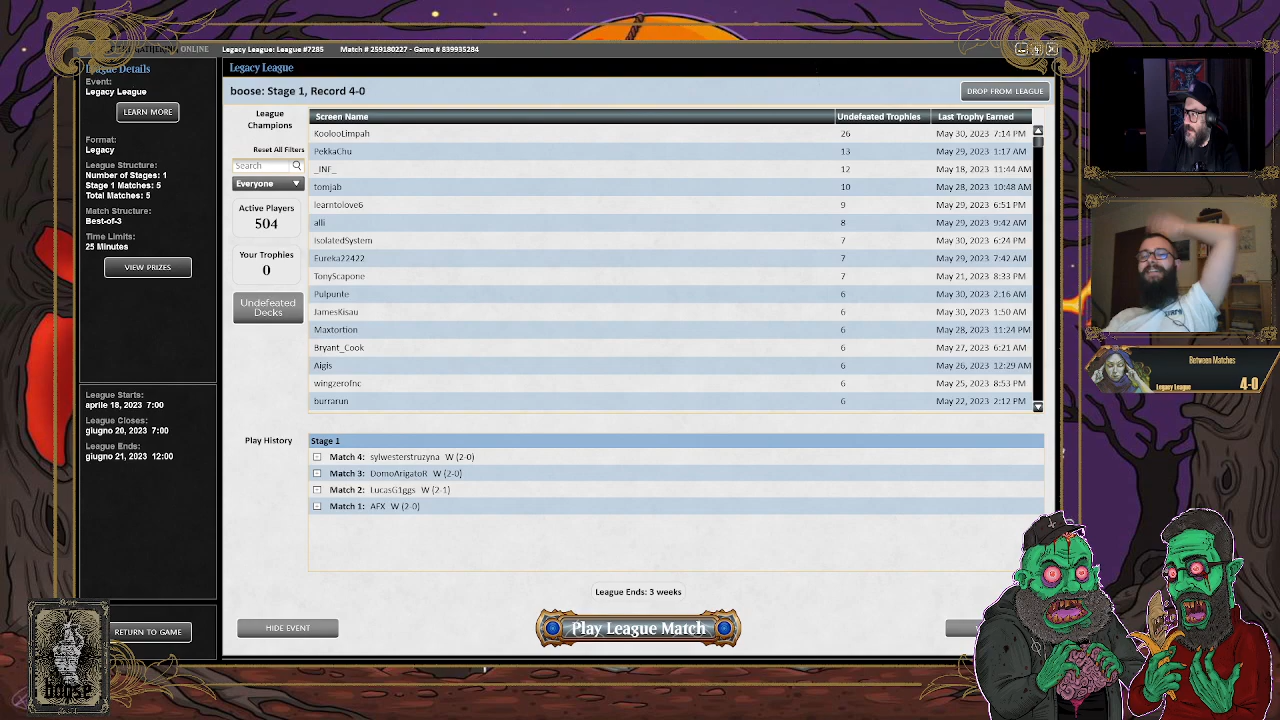 GATHERING ONLINE
Legacy League: League #7285
Match # 259180227 - Game # 839935284
League Details
Event:
Legacy League
LEARN MORE
Format:
Legacy
League Structure:
Number of Stages: 1
Stage 1 Matches: 5
Total Matches: 5
Match Structure:
Best-of-3
Time Limits:
25 Minutes
VIEW PRIZES
League Starts:
aprile 18, 2023 7:00
League Closes:
giugno 20, 2023 7:00
League Ends:
giugno 21, 2023 12:00
RETURN TO GAME
boose
Legacy League
boose: Stage 1, Record 4-0
DROP FROM LEAGUE
League
Champions
Reset All Filters
Search
Everyone
Active Players
504
Your Trophies
0
Undefeated
Decks
Screen Name Undefeated Trophies Last Trophy Earned
KoolooLimpah 26 May 30, 2023 7:14 PM
PekkaChu 13 May 29, 2023 1:17 AM
_INF_ 12 May 18, 2023 11:44 AM
tomjab 10 May 28, 2023 10:48 AM
learntolove6 9 May 29, 2023 6:51 PM
alli 8 May 29, 2023 9:42 AM
IsolatedSystem 7 May 30, 2023 6:24 PM
Eureka22422 7 May 29, 2023 7:42 AM
TonyScapone 7 May 21, 2023 8:33 PM
Pulpunte 6 May 30, 2023 2:16 AM
JamesKisau 6 May 30, 2023 1:50 AM
Maxtortion 6 May 28, 2023 11:24 PM
Bryant_Cook 6 May 27, 2023 6:21 AM
Aigis 6 May 26, 2023 12:29 AM
wingzerofnc 6 May 25, 2023 8:53 PM
burrarun 6 May 22, 2023 2:12 PM
Play History
Stage 1
Match 4: sylwesterstruzyna W (2-0)
Match 3: DomoArigatoR W (2-0)
Match 2: LucasG1ggs W (2-1)
Match 1: AFX W (2-0)
League Ends: 3 weeks
HIDE EVENT
Play League Match
Between Matches
Legacy League 4-0